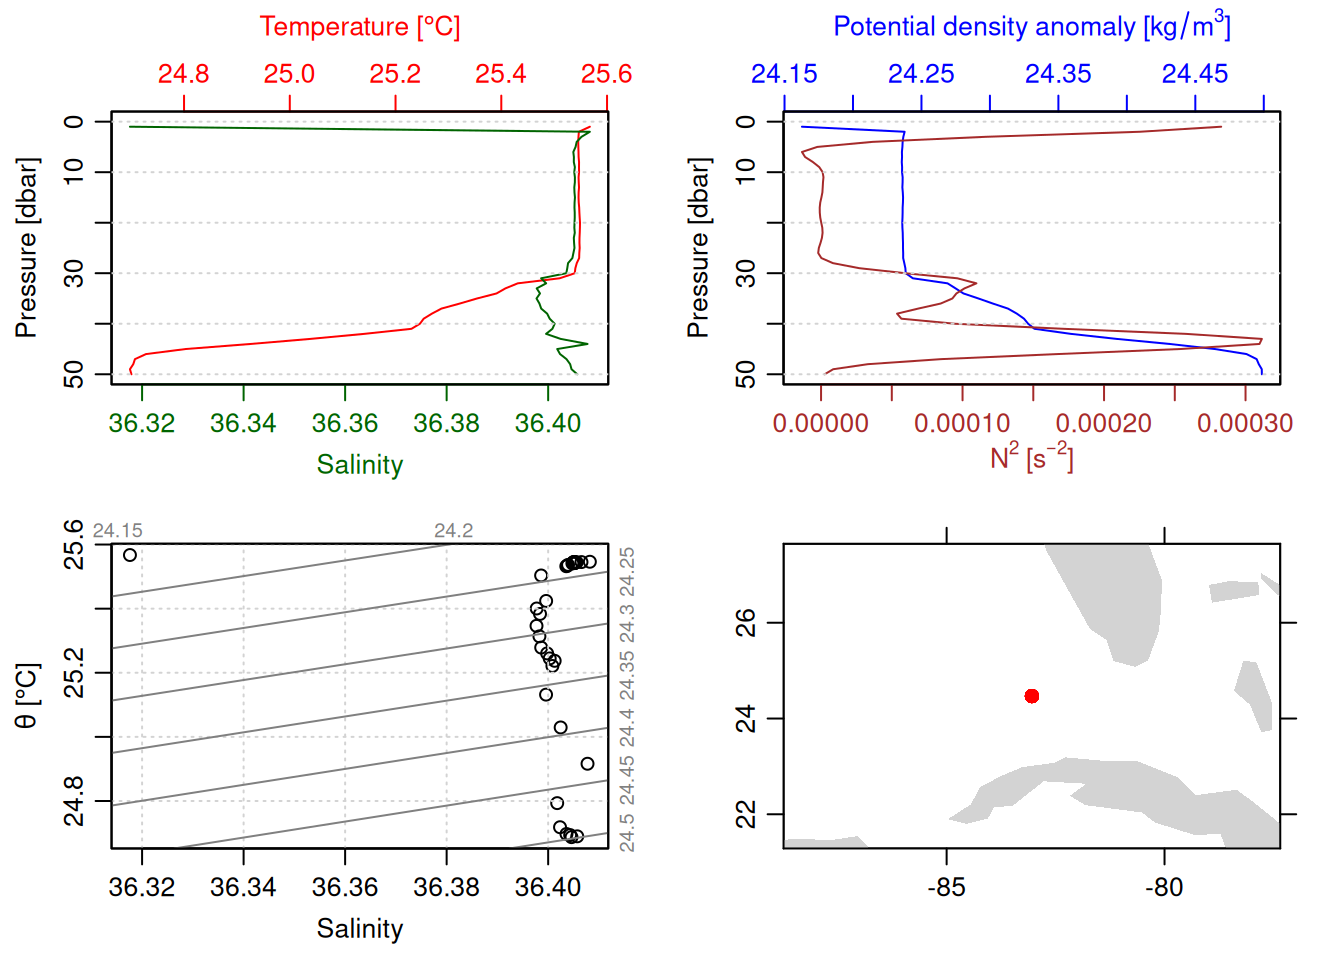 Temperature [°C]
24.8 25.0 25.2 25.4 25.6
Pressure [dbar]
0
10
30
50
36.32 36.34 36.36 36.38 36.40
Salinity
Potential density anomaly [kg/m³]
24.15 24.25 24.35 24.45
Pressure [dbar]
0
10
30
50
0.00000 0.00010 0.00020 0.00030
N² [s⁻²]
24.15 24.2
θ [°C]
25.6
25.2
24.8
24.25
24.3
24.35
24.4
24.45
24.5
36.32 36.34 36.36 36.38 36.40
Salinity
26
24
22
-85 -80